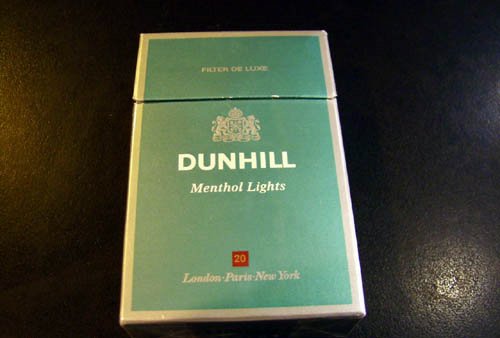 FILTER DE LUXE
DUNHILL
Menthol Lights
20
London·Paris·New York